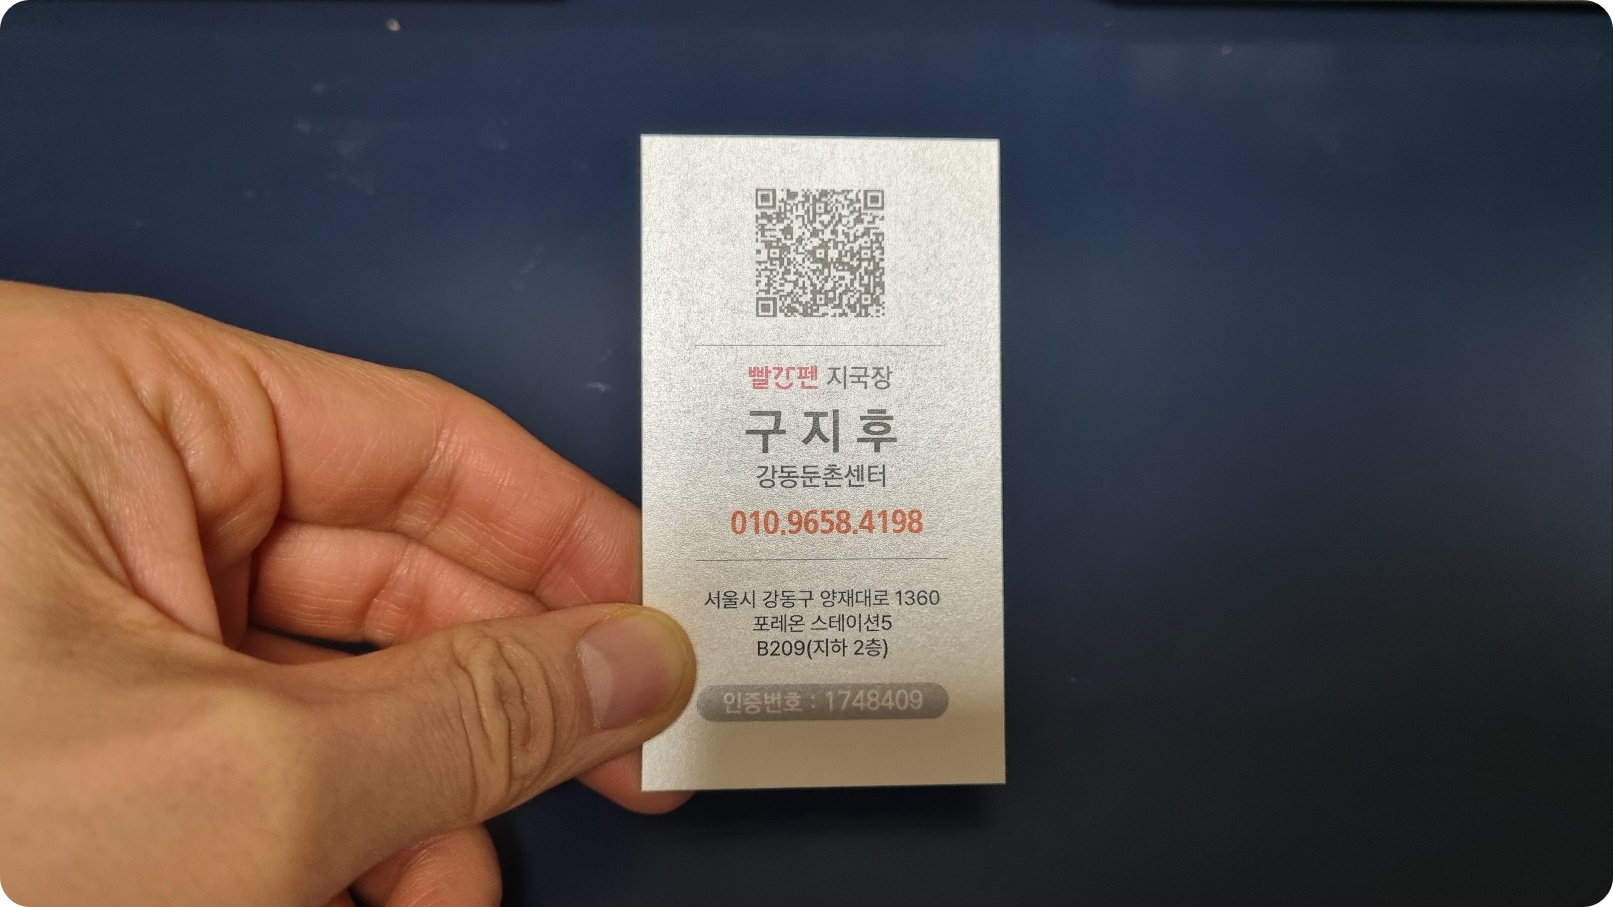 빨간펜 지국장
구지후
강동둔촌센터
010.9658.4198
서울시 강동구 양재대로 1360
포레온 스테이션5
B209(지하 2층)
인증번호 : 1748409